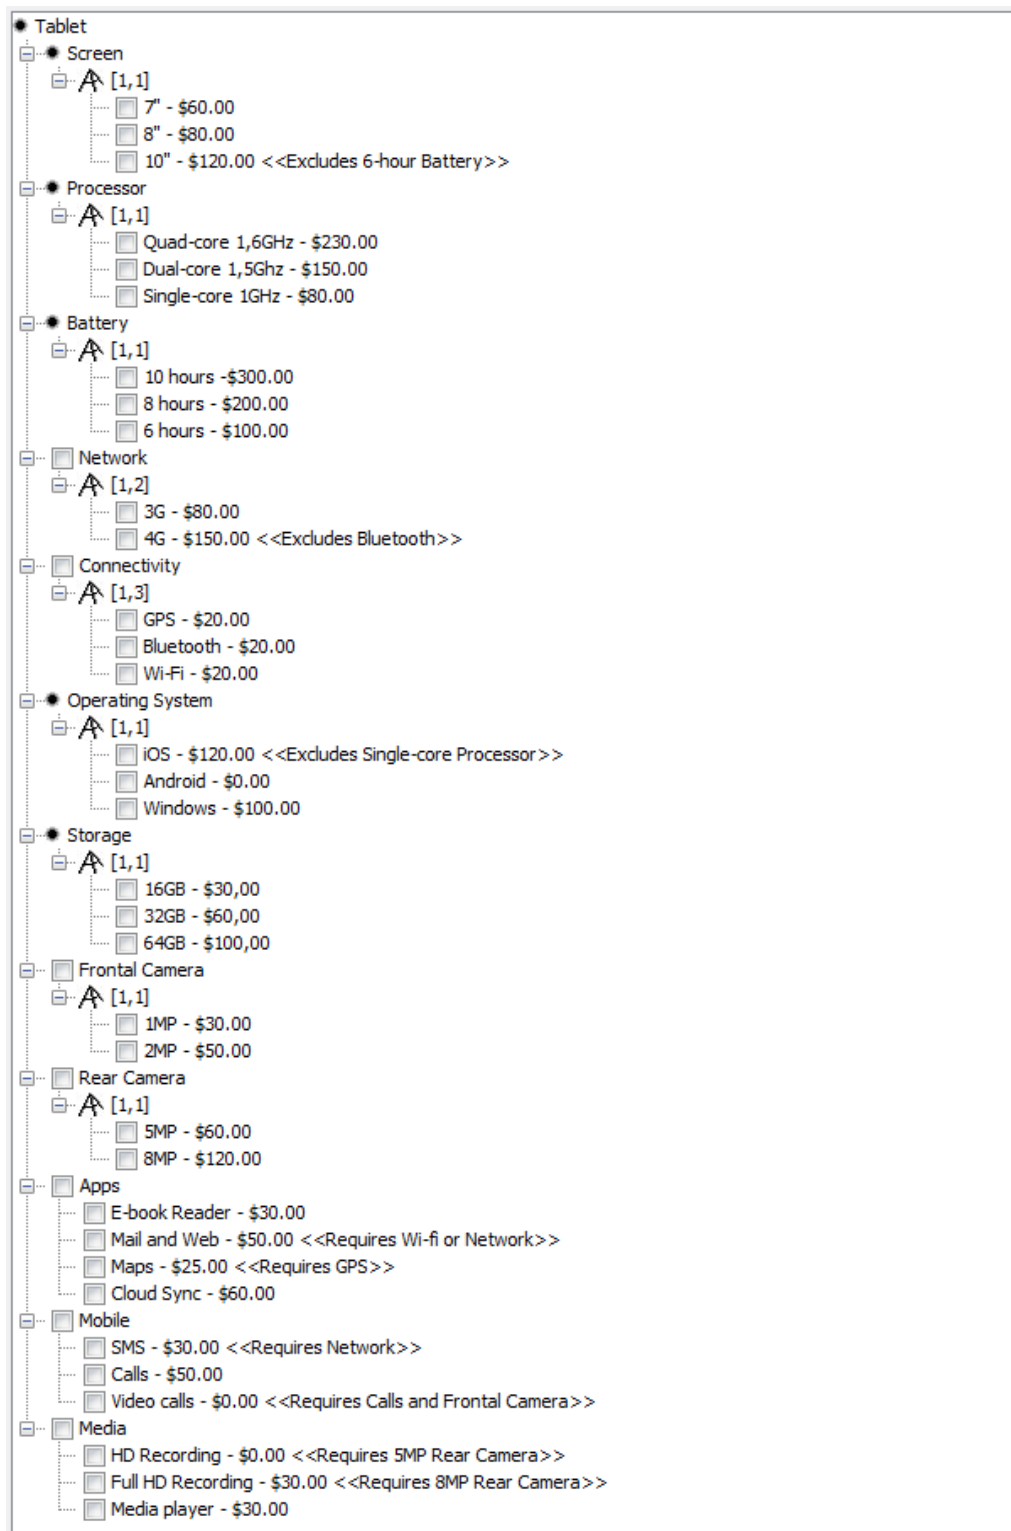 Tablet
Screen
[1,1]
7" - $60.00
8" - $80.00
10" - $120.00 <<Excludes 6-hour Battery>>
Processor
[1,1]
Quad-core 1,6GHz - $230.00
Dual-core 1,5Ghz - $150.00
Single-core 1GHz - $80.00
Battery
[1,1]
10 hours -$300.00
8 hours - $200.00
6 hours - $100.00
Network
[1,2]
3G - $80.00
4G - $150.00 <<Excludes Bluetooth>>
Connectivity
[1,3]
GPS - $20.00
Bluetooth - $20.00
Wi-Fi - $20.00
Operating System
[1,1]
iOS - $120.00 <<Excludes Single-core Processor>>
Android - $0.00
Windows - $100.00
Storage
[1,1]
16GB - $30,00
32GB - $60,00
64GB - $100,00
Frontal Camera
[1,1]
1MP - $30.00
2MP - $50.00
Rear Camera
[1,1]
5MP - $60.00
8MP - $120.00
Apps
E-book Reader - $30.00
Mail and Web - $50.00 <<Requires Wi-fi or Network>>
Maps - $25.00 <<Requires GPS>>
Cloud Sync - $60.00
Mobile
SMS - $30.00 <<Requires Network>>
Calls - $50.00
Video calls - $0.00 <<Requires Calls and Frontal Camera>>
Media
HD Recording - $0.00 <<Requires 5MP Rear Camera>>
Full HD Recording - $30.00 <<Requires 8MP Rear Camera>>
Media player - $30.00